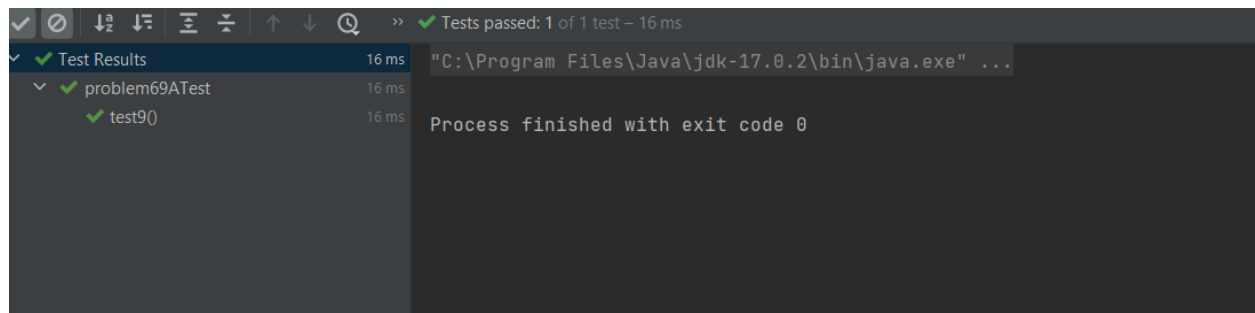 Tests passed: 1 of 1 test – 16 ms
Test Results 16 ms
problem69ATest 16 ms
test9() 16 ms
"C:\Program Files\Java\jdk-17.0.2\bin\java.exe" ...
Process finished with exit code 0